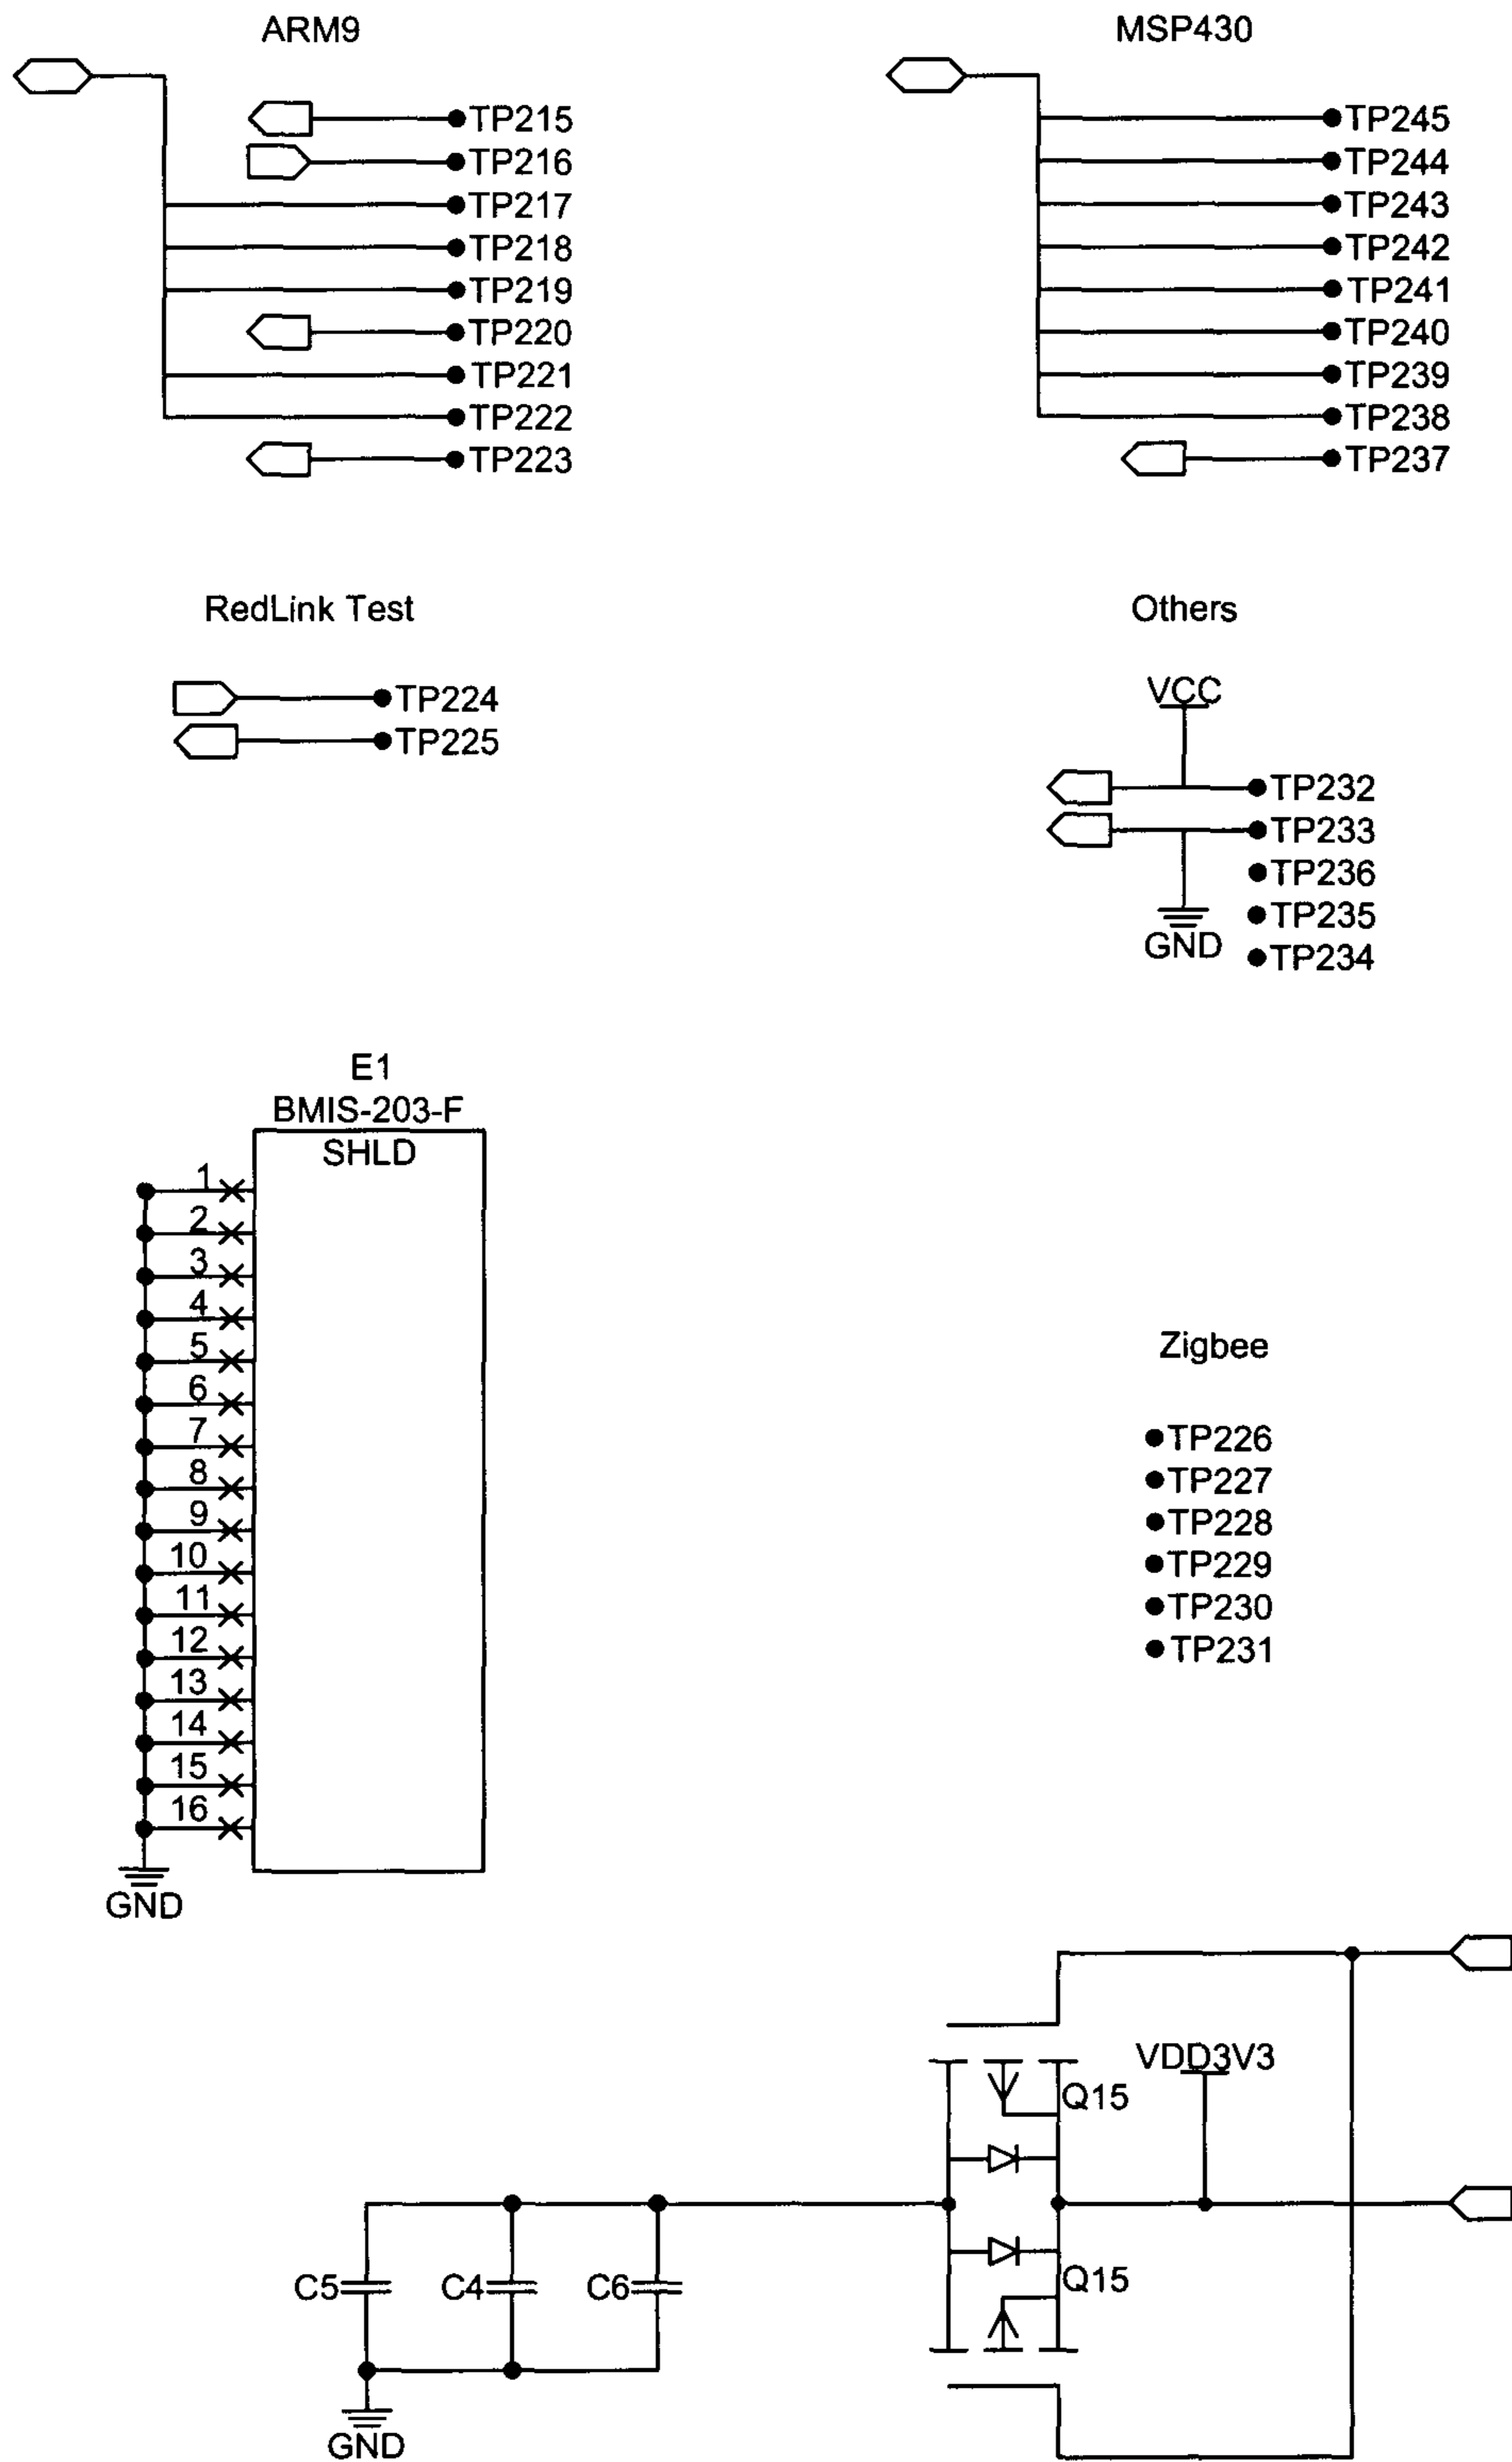 ARM9
TP215
TP216
TP217
TP218
TP219
TP220
TP221
TP222
TP223
MSP430
TP245
TP244
TP243
TP242
TP241
TP240
TP239
TP238
TP237
RedLink Test
TP224
TP225
Others
VCC
TP232
TP233
TP236
TP235
TP234
GND
E1
BMIS-203-F
SHLD
1
2
3
4
5
6
7
8
9
10
11
12
13
14
15
16
GND
Zigbee
TP226
TP227
TP228
TP229
TP230
TP231
VDD3V3
Q15
Q15
C5
C4
C6
GND